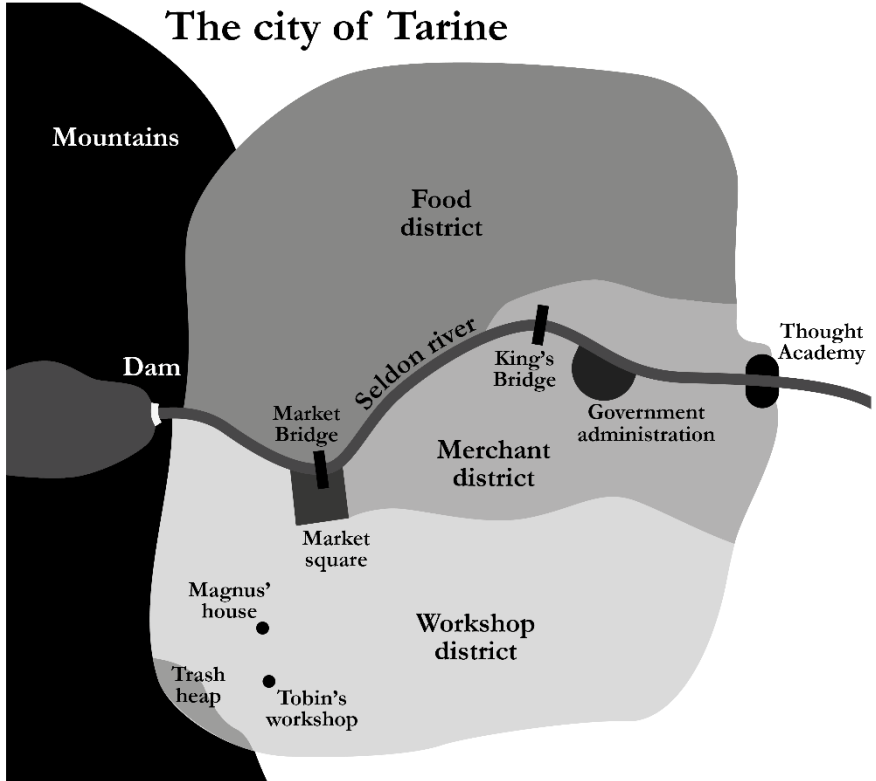 The city of Tarine
Mountains
Food
district
Thought
Academy
Seldon river
King's
Bridge
Dam
Market
Bridge
Government
administration
Merchant
district
Market
square
Magnus'
house
Workshop
district
Trash
heap
Tobin's
workshop